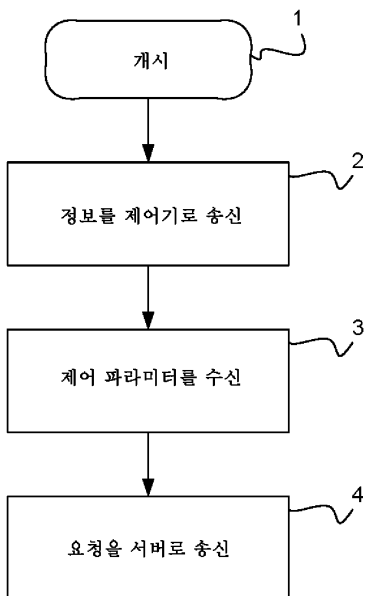 1
개시
2
정보를 제어기로 송신
3
제어 파라미터를 수신
4
요청을 서버로 송신